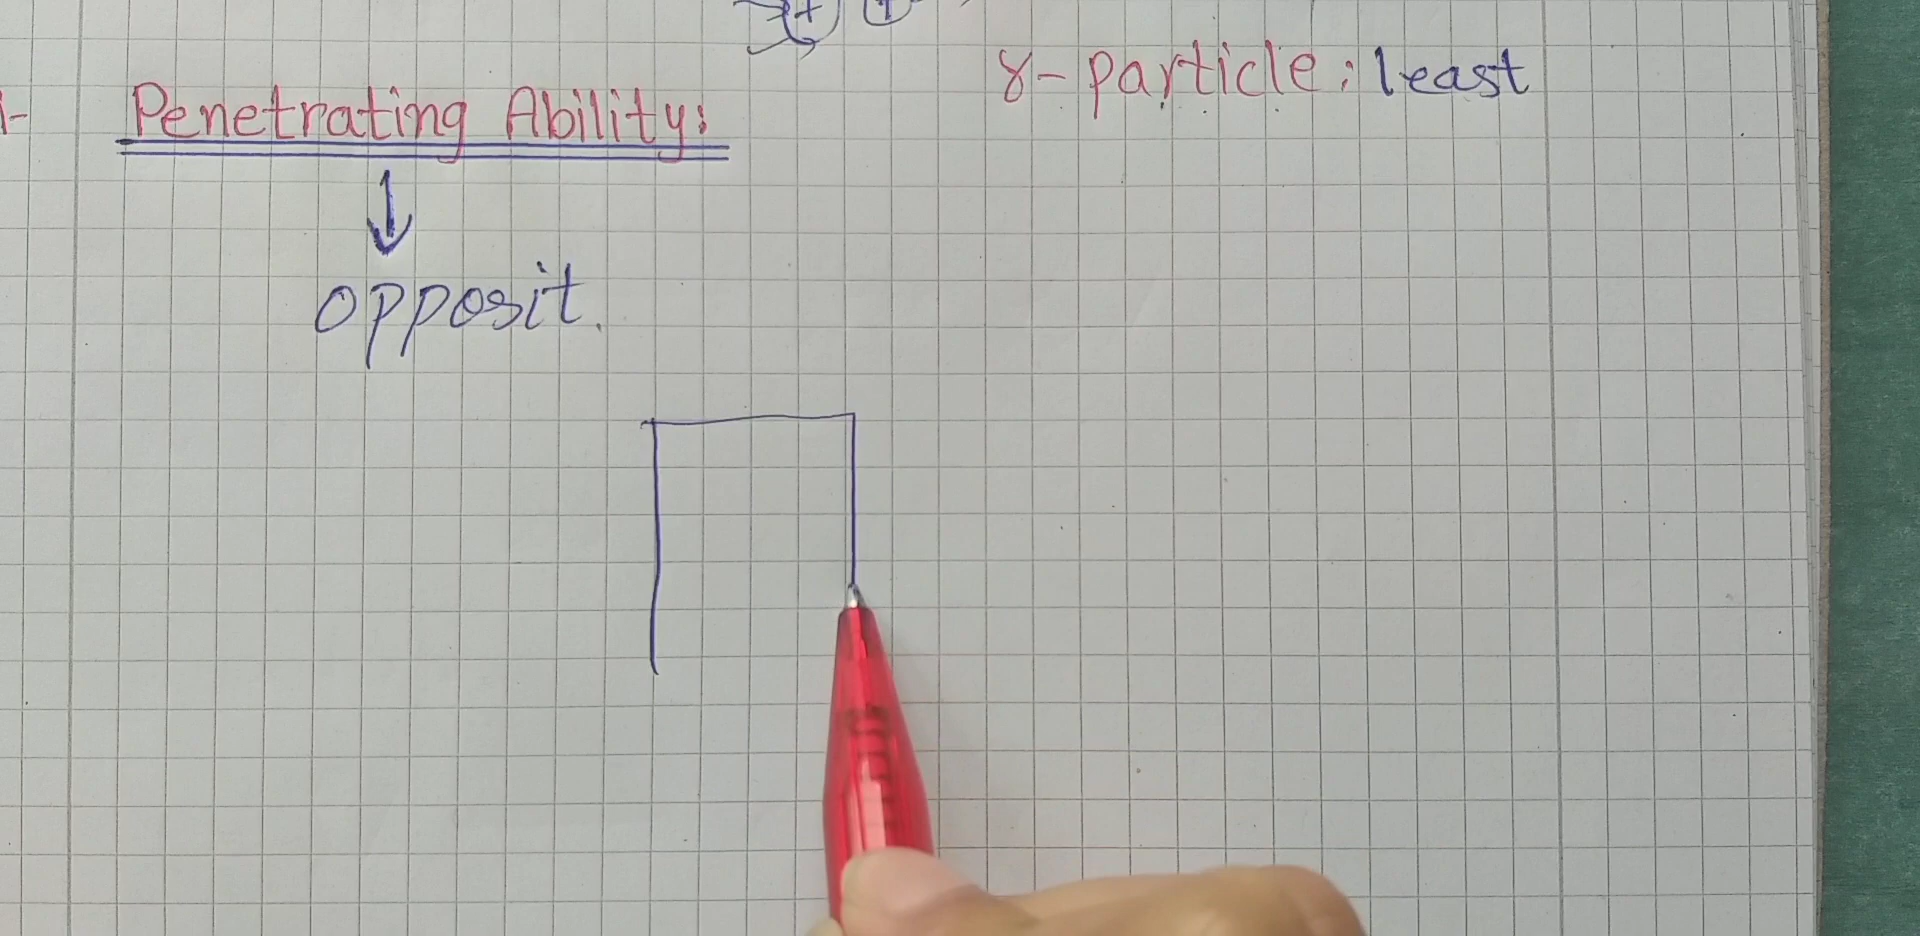 γ- particle: least
Penetrating Ability:
↓
opposit.